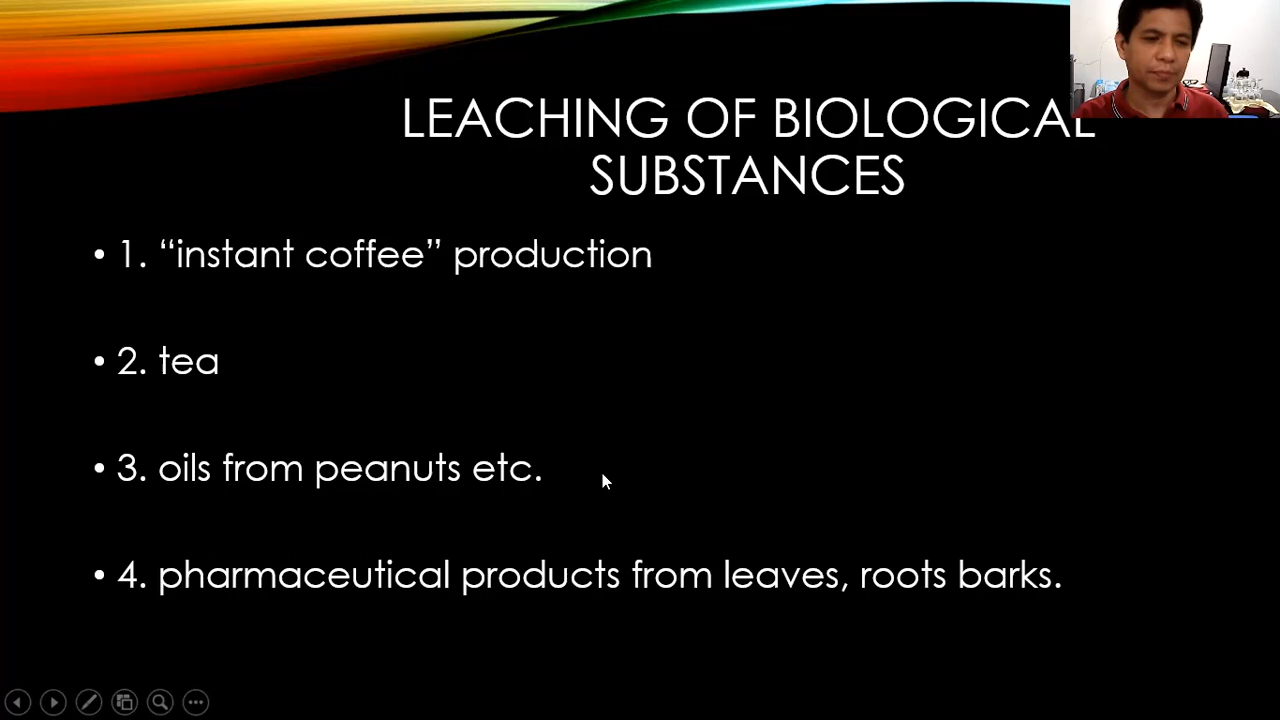 LEACHING OF BIOLOGICAL
SUBSTANCES
• 1. “instant coffee” production
• 2. tea
• 3. oils from peanuts etc.
• 4. pharmaceutical products from leaves, roots barks.